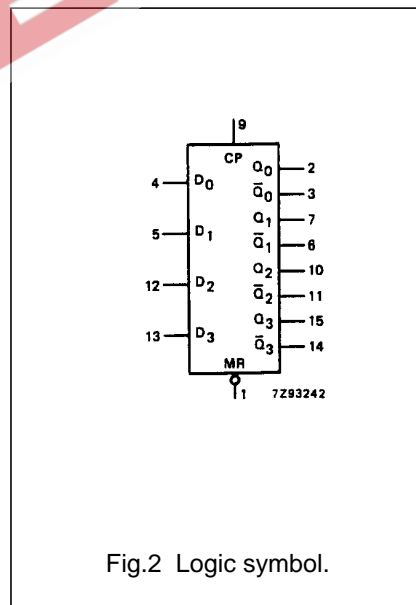 9
CP
4 D0 Q0 2
Q̅0 3
5 D1 Q1 7
Q̅1 6
12 D2 Q2 10
Q̅2 11
13 D3 Q3 15
Q̅3 14
MR
1 7Z93242
Fig.2 Logic symbol.